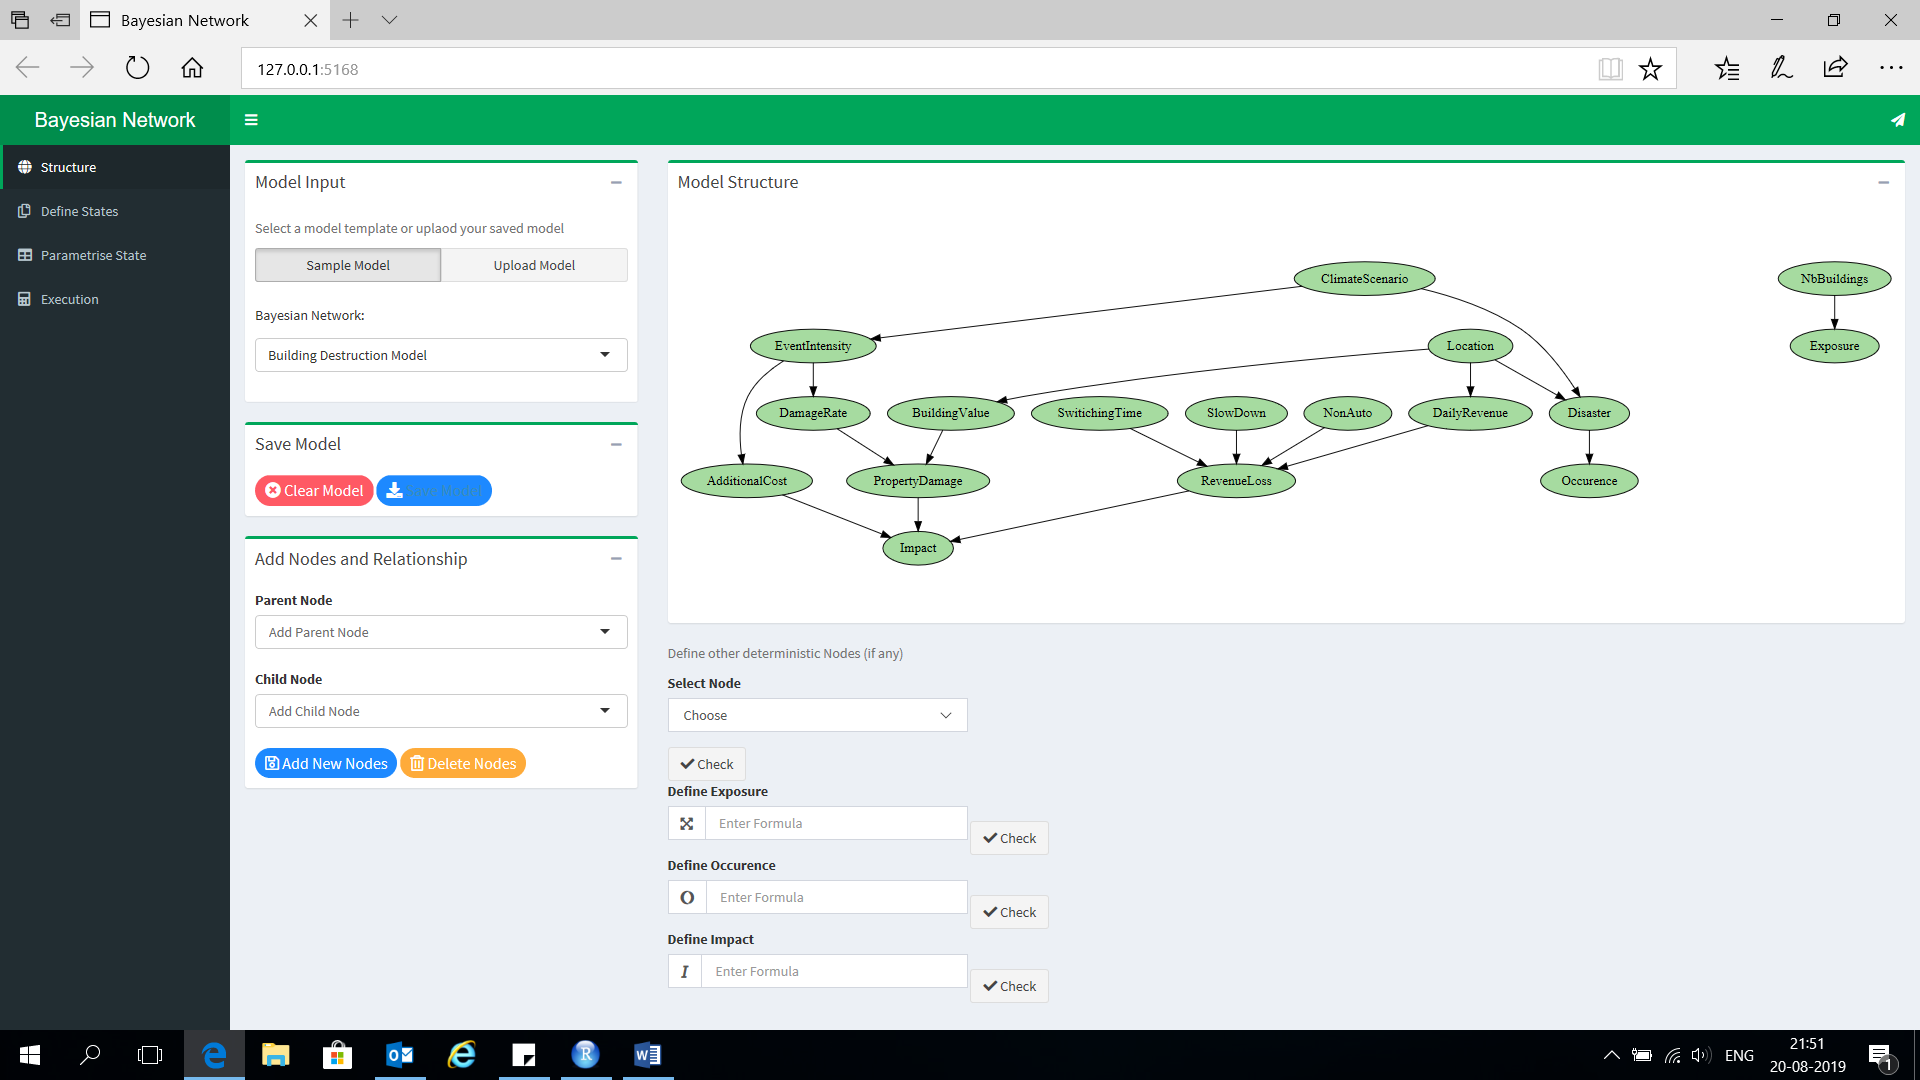 Bayesian Network
127.0.0.1:5168
Bayesian Network
Structure
Define States
Parametrise State
Execution
Model Input
Select a model template or uplaod your saved model
Sample Model
Upload Model
Bayesian Network:
Building Destruction Model
Save Model
Clear Model
Save Model
Add Nodes and Relationship
Parent Node
Add Parent Node
Child Node
Add Child Node
Add New Nodes
Delete Nodes
Model Structure
ClimateScenario
NbBuildings
EventIntensity
Location
Exposure
DamageRate
BuildingValue
SwitichingTime
SlowDown
NonAuto
DailyRevenue
Disaster
AdditionalCost
PropertyDamage
RevenueLoss
Occurence
Impact
Define other deterministic Nodes (if any)
Select Node
Choose
Check
Define Exposure
Enter Formula
Check
Define Occurence
O
Enter Formula
Check
Define Impact
I
Enter Formula
Check
ENG
21:51
20-08-2019
1